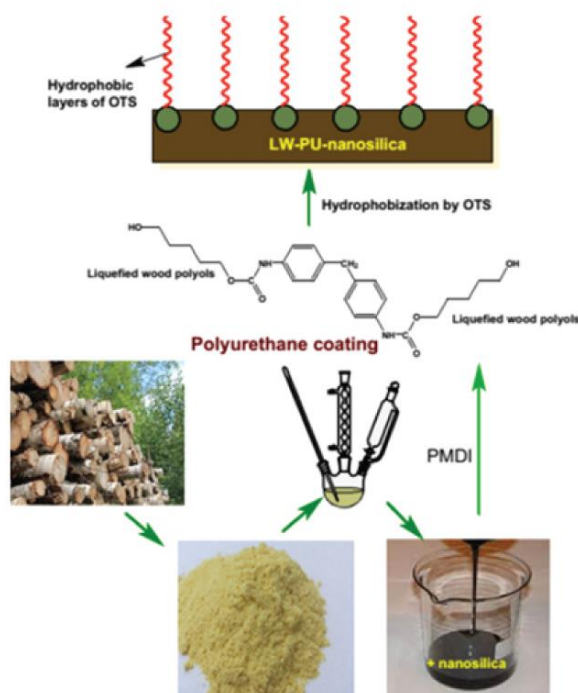 Hydrophobic
layers of OTS
LW-PU-nanosilica
Hydrophobization by OTS
HO
Liquefied wood polyols
O
C
O
NH
CH₂
NH
C
O
O
OH
Liquefied wood polyols
Polyurethane coating
PMDI
+ nanosilica